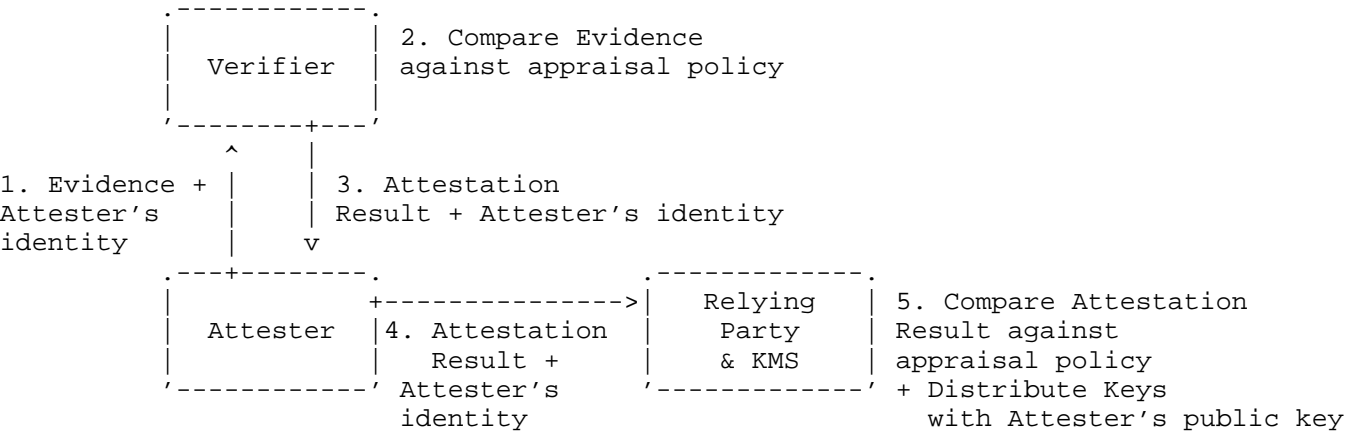 2. Compare Evidence
Verifier
against appraisal policy
1. Evidence +
Attester's
identity
3. Attestation
Result + Attester's identity
Attester
4. Attestation
Result +
Attester's
identity
Relying
Party
& KMS
5. Compare Attestation
Result against
appraisal policy
+ Distribute Keys
with Attester's public key